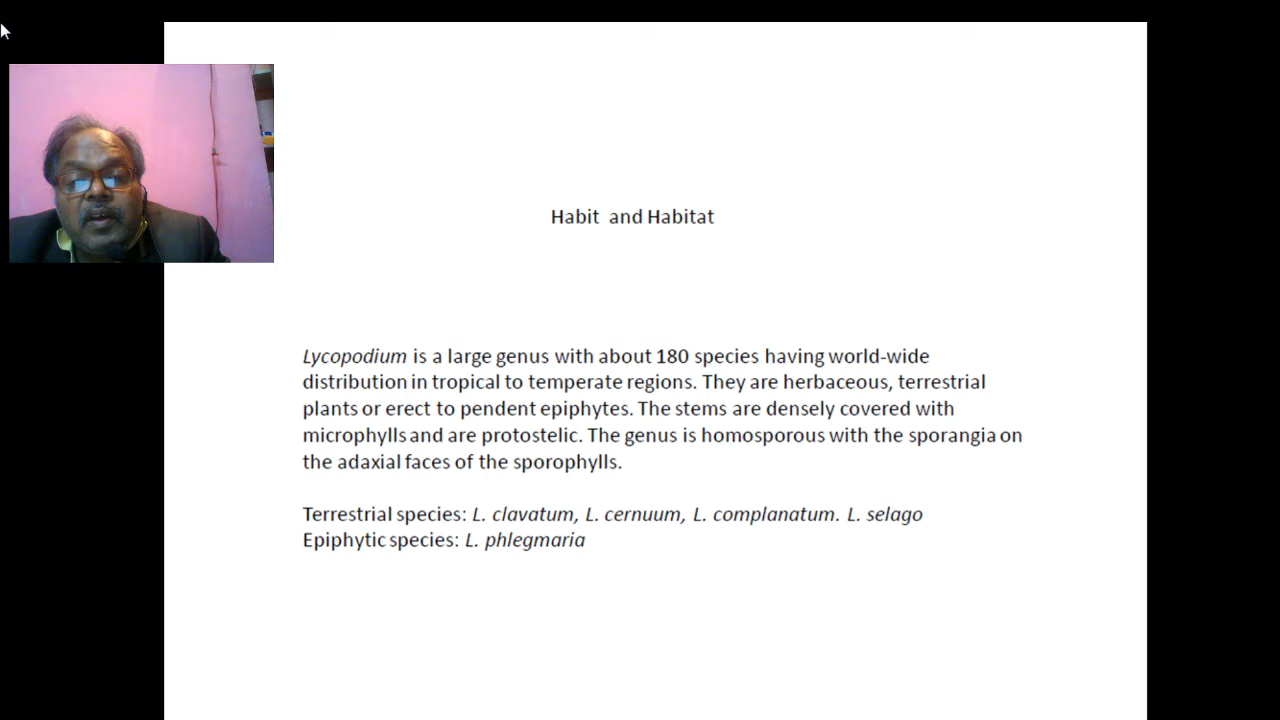 Habit and Habitat
Lycopodium is a large genus with about 180 species having world-wide
distribution in tropical to temperate regions. They are herbaceous, terrestrial
plants or erect to pendent epiphytes. The stems are densely covered with
microphylls and are protostelic. The genus is homosporous with the sporangia on
the adaxial faces of the sporophylls.
Terrestrial species: L. clavatum, L. cernuum, L. complanatum. L. selago
Epiphytic species: L. phlegmaria